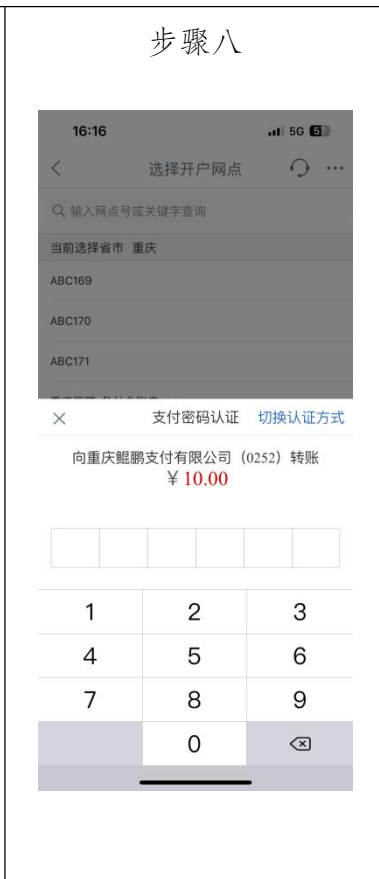 步骤八
16:16
5G 5
选择开户网点
输入网点号或关键字查询
当前选择省市 重庆
ABC169
ABC170
ABC171
支付密码认证 切换认证方式
向重庆鲲鹏支付有限公司（0252）转账
￥10.00
1 2 3
4 5 6
7 8 9
0